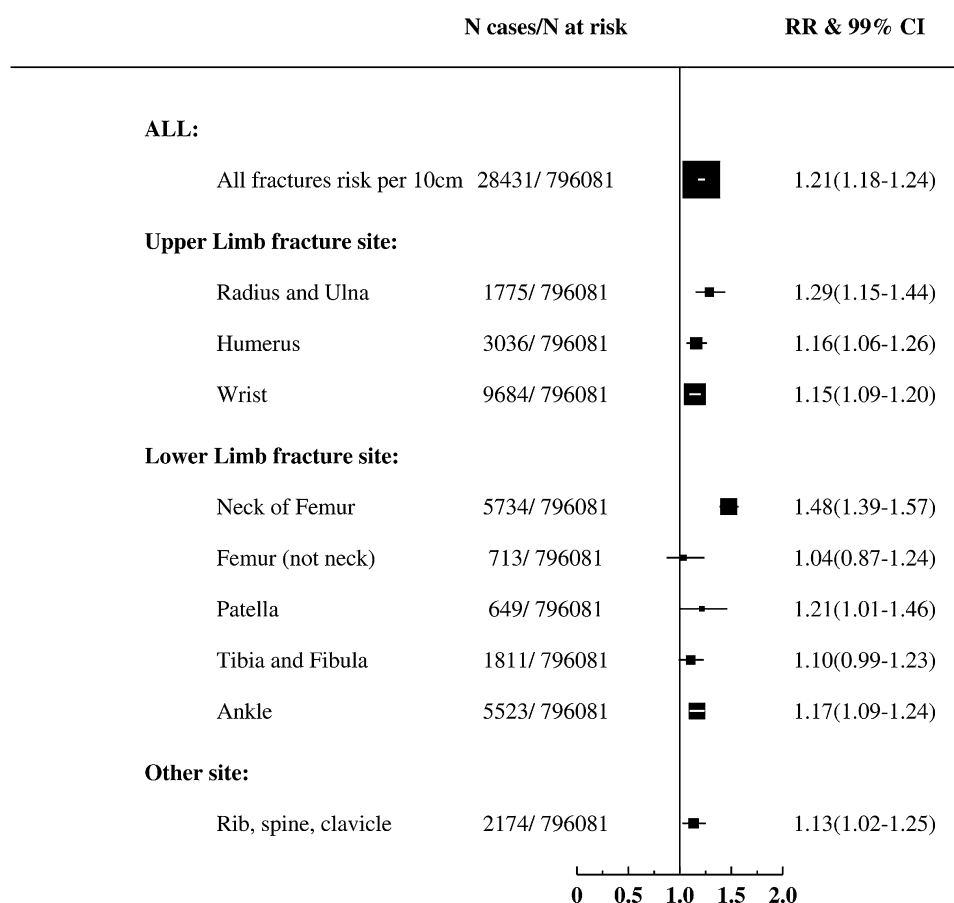 N cases/N at risk RR & 99% CI
ALL:
All fractures risk per 10cm 28431/ 796081 1.21(1.18-1.24)
Upper Limb fracture site:
Radius and Ulna 1775/ 796081 1.29(1.15-1.44)
Humerus 3036/ 796081 1.16(1.06-1.26)
Wrist 9684/ 796081 1.15(1.09-1.20)
Lower Limb fracture site:
Neck of Femur 5734/ 796081 1.48(1.39-1.57)
Femur (not neck) 713/ 796081 1.04(0.87-1.24)
Patella 649/ 796081 1.21(1.01-1.46)
Tibia and Fibula 1811/ 796081 1.10(0.99-1.23)
Ankle 5523/ 796081 1.17(1.09-1.24)
Other site:
Rib, spine, clavicle 2174/ 796081 1.13(1.02-1.25)
0 0.5 1.0 1.5 2.0